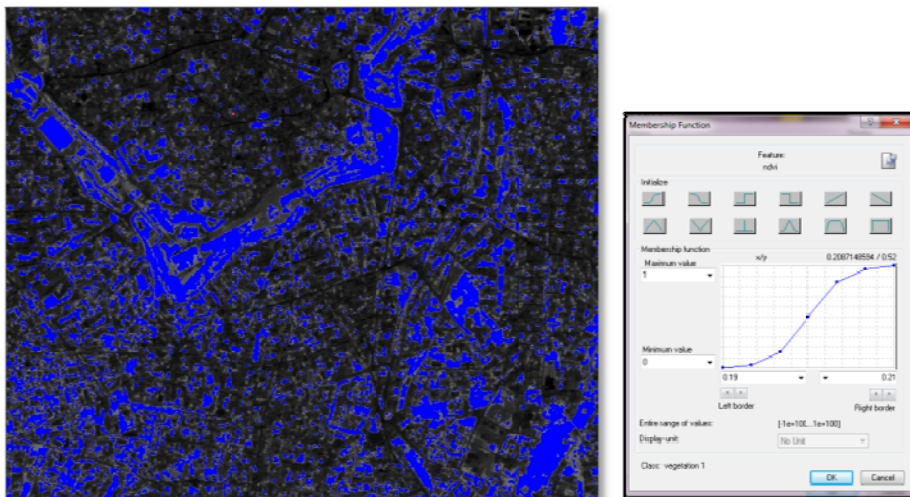 Membership Function
Feature:
ndvi
Initialize
Membership function
Maximum value
x/y
0.2087148594 / 0.52
1
Minimum value
0
0.19
0.21
Left border
Right border
Entire range of values:
[-1e+100...1e+100]
Display unit:
No Unit
Class: vegetation 1
OK
Cancel